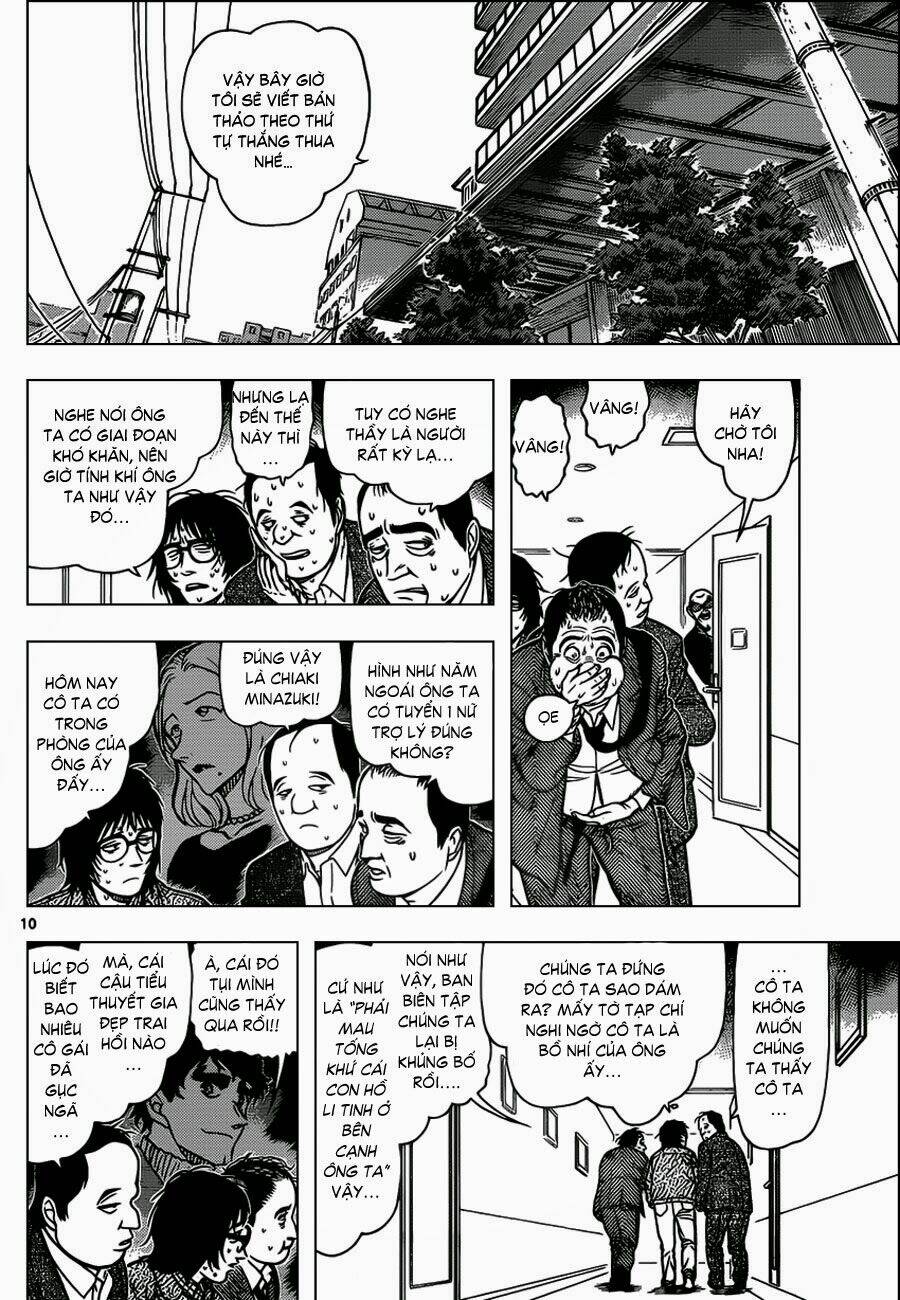 VẬY BÂY GIỜ
TÔI SẼ VIẾT BẢN
THẢO THEO THỨ
TỰ THẮNG THUA
NHÉ...
HÃY
CHỜ TÔI
NHA!
VÂNG!
VÂNG!
ỌE
TUY CÓ NGHE
THẦY LÀ NGƯỜI
RẤT KỲ LẠ...
NHƯNG LẠ
ĐẾN THẾ
NÀY THÌ
...
NGHE NÓI ÔNG
TA CÓ GIAI ĐOẠN
KHÓ KHĂN, NÊN
GIỜ TÍNH KHÍ ÔNG
TA NHƯ VẬY
ĐÓ...
HÌNH NHƯ NĂM
NGOÁI ÔNG TA
CÓ TUYỂN 1 NỮ
TRỢ LÝ ĐÚNG
KHÔNG?
ĐÚNG VẬY
LÀ CHIAKI
MINAZUKI!
HÔM NAY
CÔ TA CÓ
TRONG
PHÒNG CỦA
ÔNG ẤY
ĐẤY...
10
...
CÔ TA
KHÔNG
MUỐN
CHÚNG
TA THẤY
CÔ TA
...
CHÚNG TA ĐỨNG
ĐÓ CÔ TA SAO DÁM
RA? MẤY TỜ TẠP CHÍ
NGHI NGỜ CÔ TA LÀ
BỒ NHÍ CỦA ÔNG
ẤY...
NÓI NHƯ
VẬY, BAN
BIÊN TẬP
CHÚNG TA
LẠI BỊ
KHỦNG BỐ
RỒI....
CỨ NHƯ
LÀ "PHẢI
MAU
TỐNG
KHỨ CÁI
CON HỒ
LI TINH Ở
BÊN
CẠNH
ÔNG TA"
VẬY...
À, CÁI ĐÓ
TỤI MÌNH
CŨNG THẤY
QUA RỒI!!
MÀ, CÁI
CẬU TIỂU
THUYẾT GIA
ĐẸP TRAI
HỒI NÀO
...
LÚC ĐÓ
BIẾT
BAO
NHIÊU
CÔ GÁI
ĐÃ
GỤC
NGÃ
...